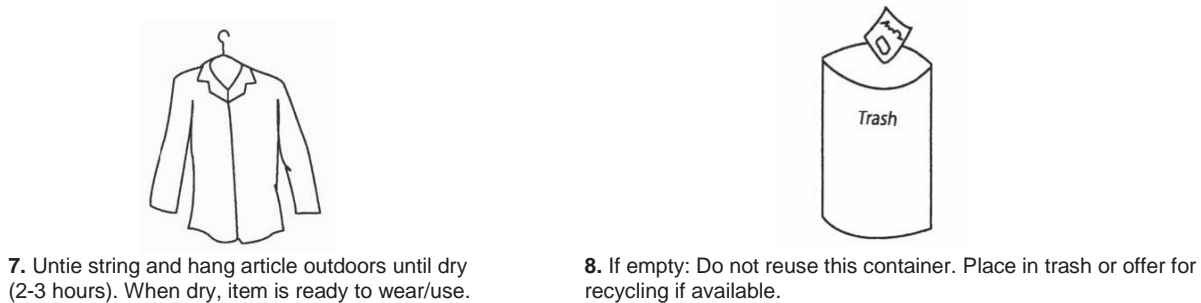 Trash
7. Untie string and hang article outdoors until dry
(2-3 hours). When dry, item is ready to wear/use.
8. If empty: Do not reuse this container. Place in trash or offer for
recycling if available.